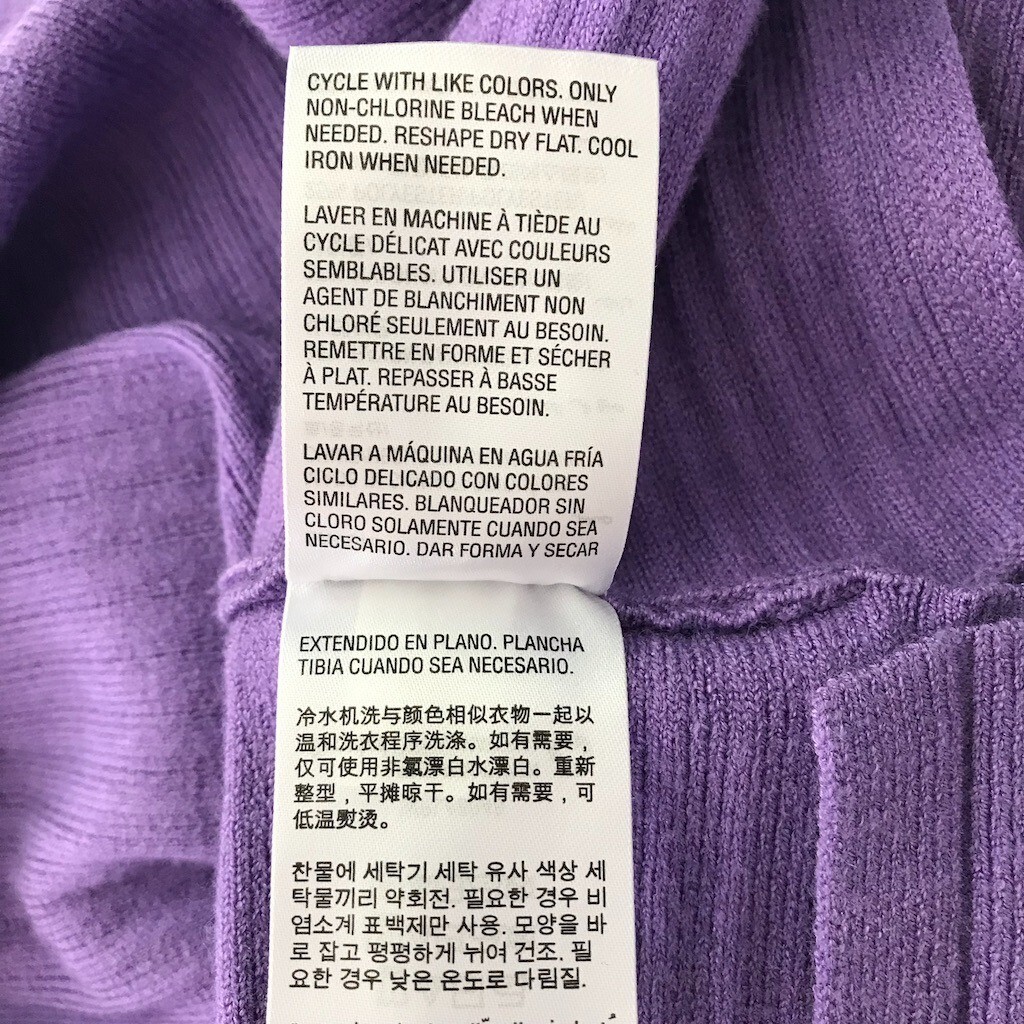 CYCLE WITH LIKE COLORS. ONLY
NON-CHLORINE BLEACH WHEN
NEEDED. RESHAPE DRY FLAT. COOL
IRON WHEN NEEDED.
LAVER EN MACHINE À TIÈDE AU
CYCLE DÉLICAT AVEC COULEURS
SEMBLABLES. UTILISER UN
AGENT DE BLANCHIMENT NON
CHLORÉ SEULEMENT AU BESOIN.
REMETTRE EN FORME ET SÉCHER
À PLAT. REPASSER À BASSE
TEMPÉRATURE AU BESOIN.
LAVAR A MÁQUINA EN AGUA FRÍA
CICLO DELICADO CON COLORES
SIMILARES. BLANQUEADOR SIN
CLORO SOLAMENTE CUANDO SEA
NECESARIO. DAR FORMA Y SECAR
EXTENDIDO EN PLANO. PLANCHA
TIBIA CUANDO SEA NECESARIO.
冷水机洗与颜色相似衣物一起以
温和洗衣程序洗涤。如有需要，
仅可使用非氯漂白水漂白。重新
整型，平摊晾干。如有需要，可
低温熨烫。
찬물에 세탁기 세탁 유사 색상 세
탁물끼리 약회전. 필요한 경우 비
염소계 표백제만 사용. 모양을 바
로 잡고 평평하게 뉘여 건조. 필
요한 경우 낮은 온도로 다림질.